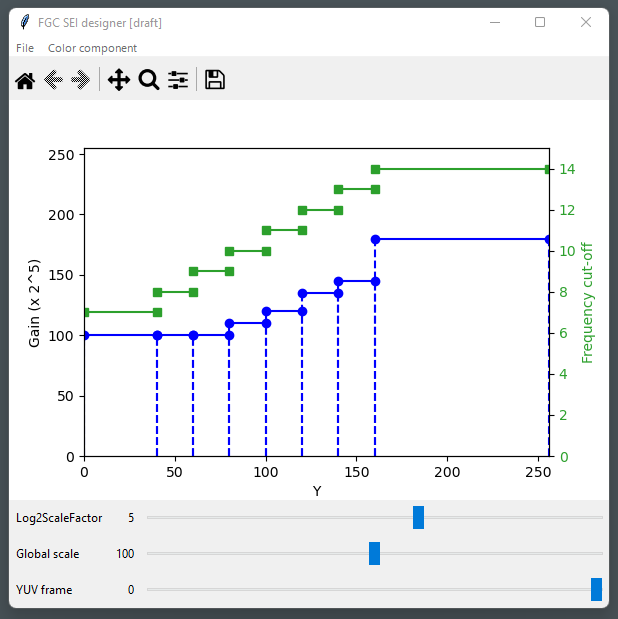 FGC SEI designer [draft]
File Color component
250
200
150
100
50
0
Gain (x 2^5)
14
12
10
8
6
4
2
0
Frequency cut-off
0 50 100 150 200 250
Y
Log2ScaleFactor 5
Global scale 100
YUV frame 0